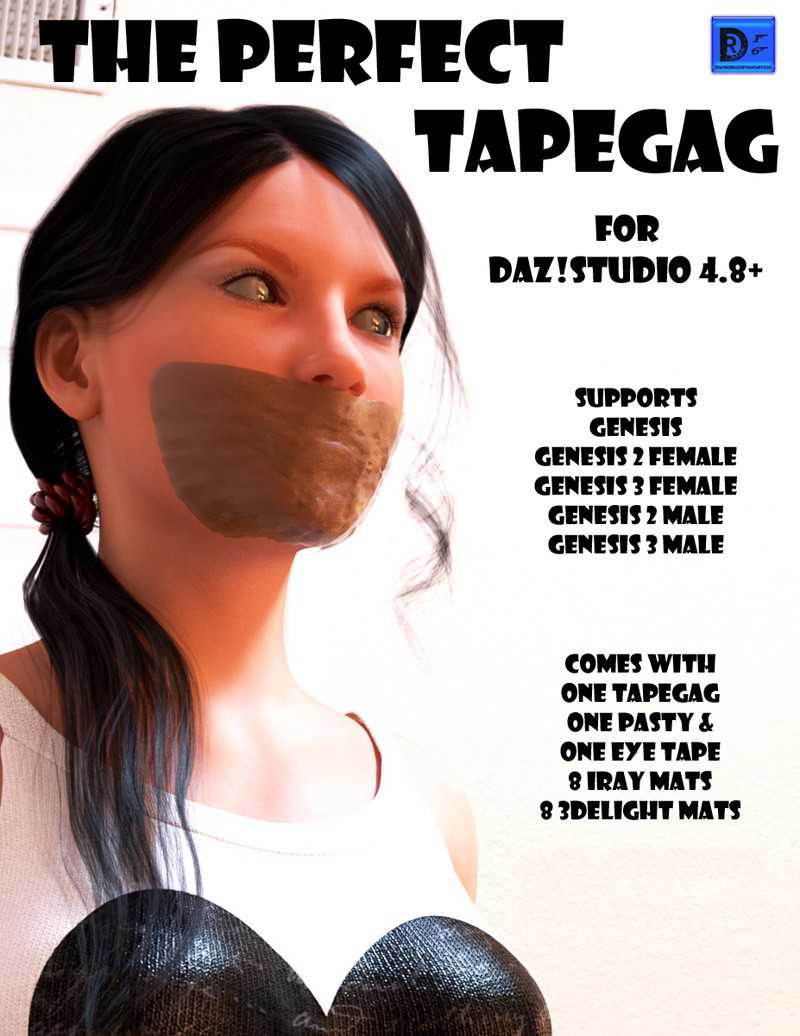 THE PERFECT
TAPEGAG
FOR
DAZ!STUDIO 4.8+
SUPPORTS
GENESIS
GENESIS 2 FEMALE
GENESIS 3 FEMALE
GENESIS 2 MALE
GENESIS 3 MALE
COMES WITH
ONE TAPEGAG
ONE PASTY &
ONE EYE TAPE
8 IRAY MATS
8 3DELIGHT MATS